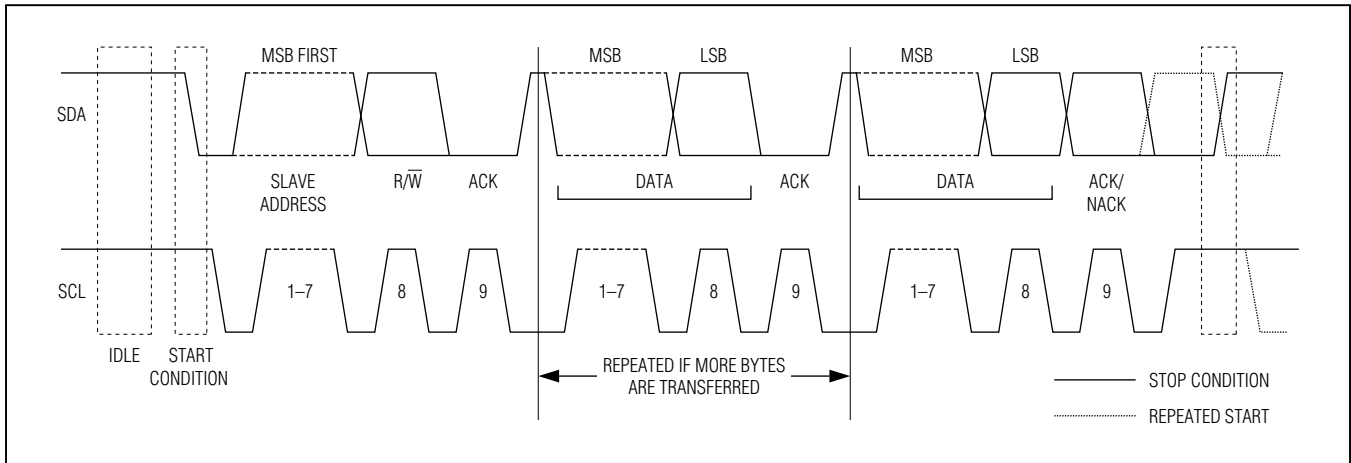 MSB FIRST
MSB
LSB
MSB
LSB
SDA
SLAVE
ADDRESS
R/W̅
ACK
DATA
ACK
DATA
ACK/
NACK
SCL
1–7
8
9
1–7
8
9
1–7
8
9
IDLE
START
CONDITION
REPEATED IF MORE BYTES
ARE TRANSFERRED
STOP CONDITION
REPEATED START